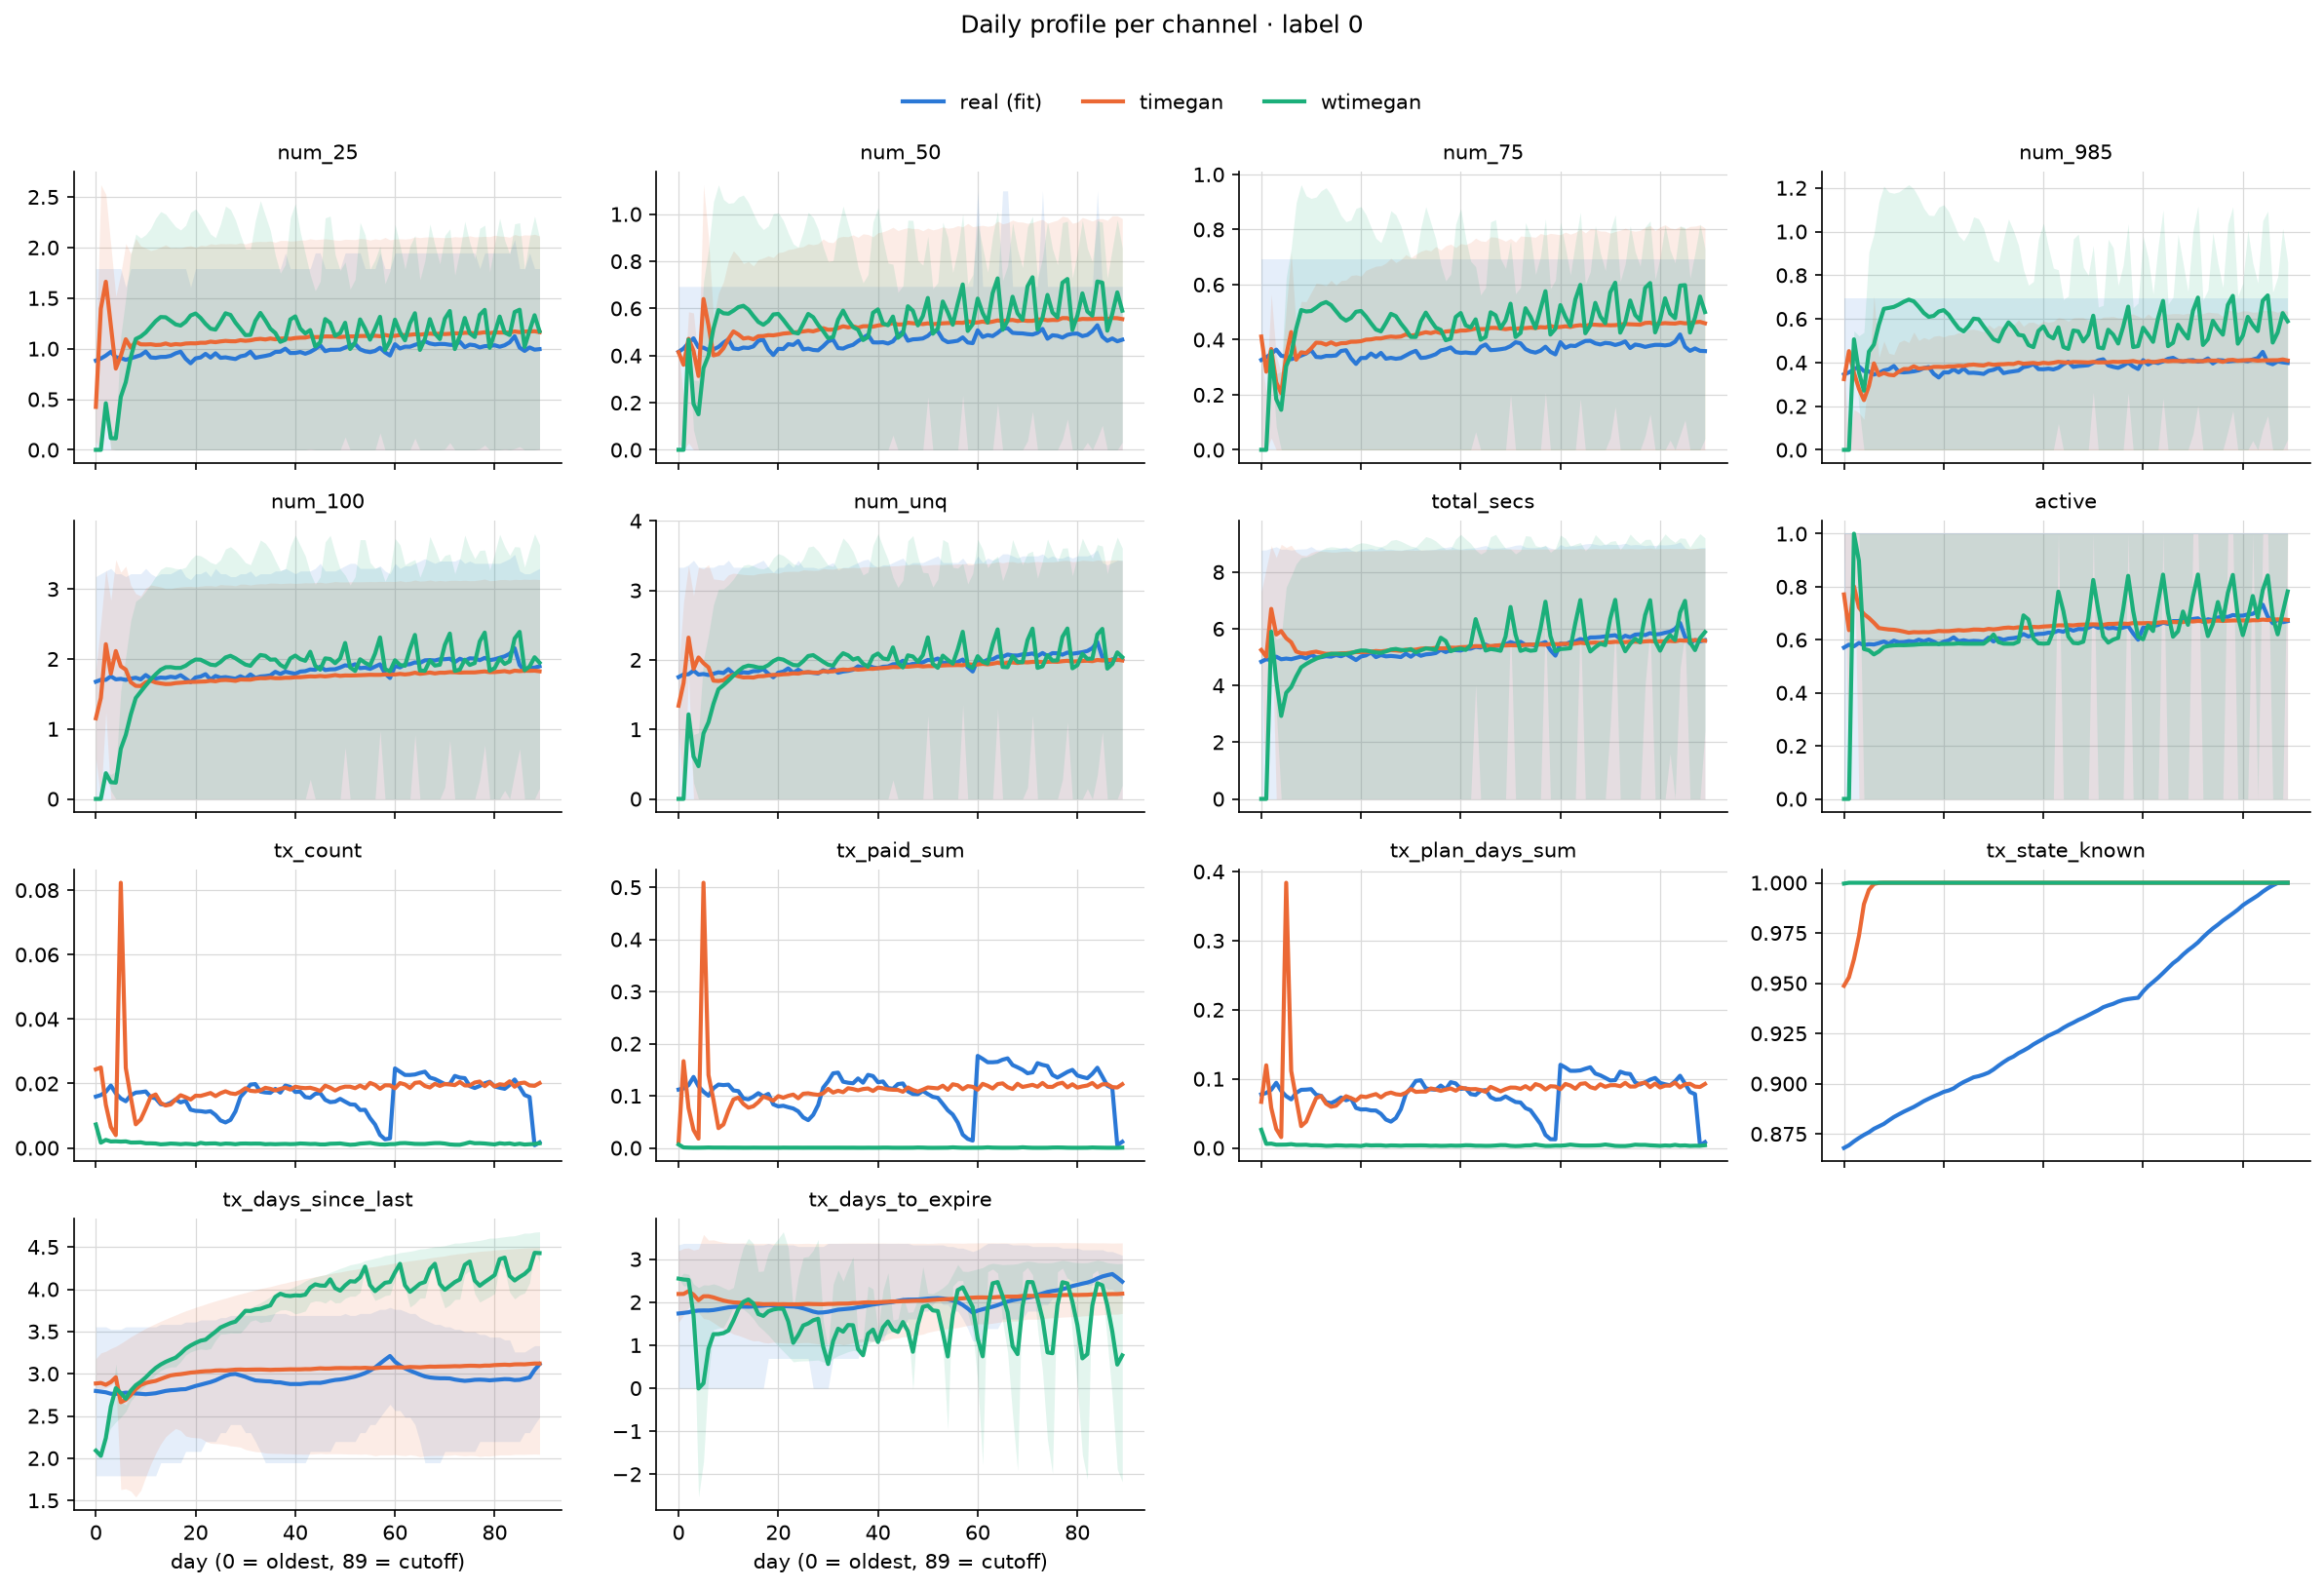 Daily profile per channel · label 0
real (fit) timegan wtimegan
num_25 num_50 num_75 num_985
2.5 2.0 1.5 1.0 0.5 0.0
1.0 0.8 0.6 0.4 0.2 0.0
1.0 0.8 0.6 0.4 0.2 0.0
1.2 1.0 0.8 0.6 0.4 0.2 0.0
num_100 num_unq total_secs active
3 2 1 0
4 3 2 1 0
8 6 4 2 0
1.0 0.8 0.6 0.4 0.2 0.0
tx_count tx_paid_sum tx_plan_days_sum tx_state_known
0.08 0.06 0.04 0.02 0.00
0.5 0.4 0.3 0.2 0.1 0.0
0.4 0.3 0.2 0.1 0.0
1.000 0.975 0.950 0.925 0.900 0.875
tx_days_since_last tx_days_to_expire
4.5 4.0 3.5 3.0 2.5 2.0 1.5
3 2 1 0 −1 −2
0 20 40 60 80
0 20 40 60 80
day (0 = oldest, 89 = cutoff)
day (0 = oldest, 89 = cutoff)